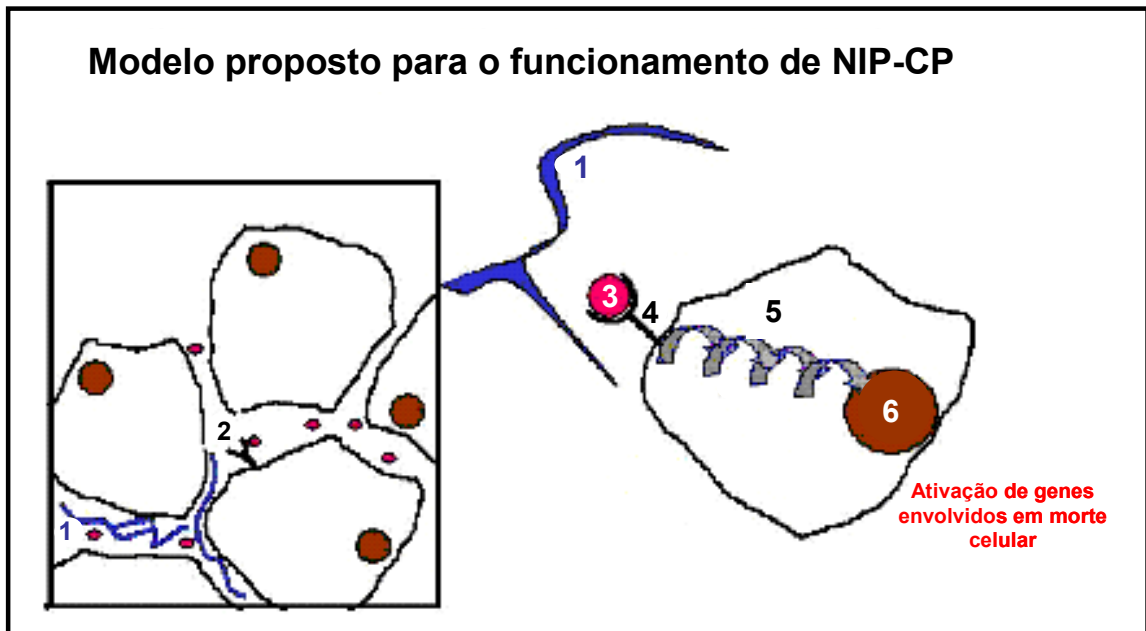 Modelo proposto para o funcionamento de NIP-CP
1
3
4
5
2
6
1
Ativação de genes
envolvidos em morte
celular